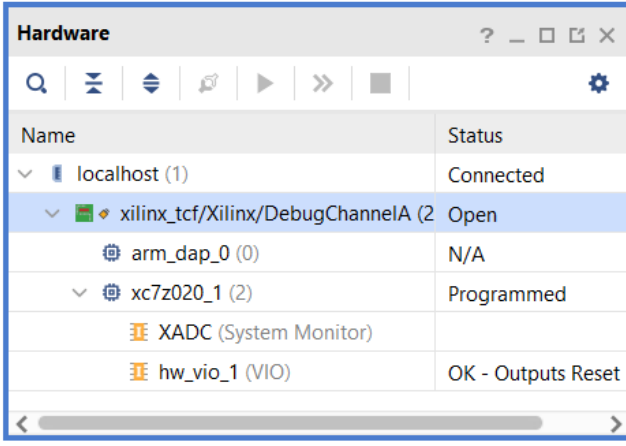 Hardware
Name Status
localhost (1) Connected
xilinx_tcf/Xilinx/DebugChannelA (2 Open
arm_dap_0 (0) N/A
xc7z020_1 (2) Programmed
XADC (System Monitor)
hw_vio_1 (VIO) OK - Outputs Reset